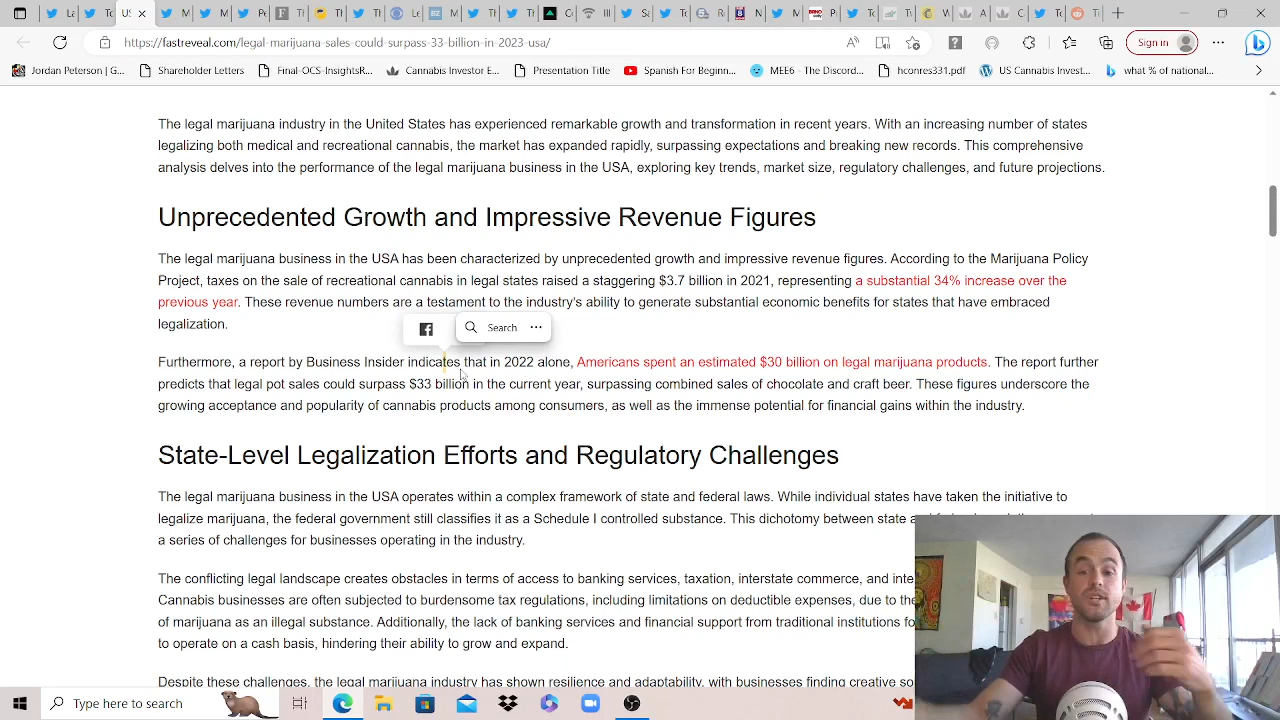 US
https://fastreveal.com/legal-marijuana-sales-could-surpass-33-billion-in-2023-usa/
Sign in
Jordan Peterson | G...
Shareholder Letters
Final-OCS-InsightsR...
Cannabis Investor E...
Presentation Title
Spanish For Beginn...
MEE6 - The Discord...
hconres331.pdf
US Cannabis Invest...
what % of national...
The legal marijuana industry in the United States has experienced remarkable growth and transformation in recent years. With an increasing number of states
legalizing both medical and recreational cannabis, the market has expanded rapidly, surpassing expectations and breaking new records. This comprehensive
analysis delves into the performance of the legal marijuana business in the USA, exploring key trends, market size, regulatory challenges, and future projections.
Unprecedented Growth and Impressive Revenue Figures
The legal marijuana business in the USA has been characterized by unprecedented growth and impressive revenue figures. According to the Marijuana Policy
Project, taxes on the sale of recreational cannabis in legal states raised a staggering $3.7 billion in 2021, representing a substantial 34% increase over the
previous year. These revenue numbers are a testament to the industry's ability to generate substantial economic benefits for states that have embraced
legalization.
Search
Furthermore, a report by Business Insider indicates that in 2022 alone, Americans spent an estimated $30 billion on legal marijuana products. The report further
predicts that legal pot sales could surpass $33 billion in the current year, surpassing combined sales of chocolate and craft beer. These figures underscore the
growing acceptance and popularity of cannabis products among consumers, as well as the immense potential for financial gains within the industry.
State-Level Legalization Efforts and Regulatory Challenges
The legal marijuana business in the USA operates within a complex framework of state and federal laws. While individual states have taken the initiative to
legalize marijuana, the federal government still classifies it as a Schedule I controlled substance. This dichotomy between state
a series of challenges for businesses operating in the industry.
The conflicting legal landscape creates obstacles in terms of access to banking services, taxation, interstate commerce, and
Cannabis businesses are often subjected to burdensome tax regulations, including limitations on deductible expenses, due to the
of marijuana as an illegal substance. Additionally, the lack of banking services and financial support from traditional institutions
to operate on a cash basis, hindering their ability to grow and expand.
Despite these challenges, the legal marijuana industry has shown resilience and adaptability, with businesses finding creative
Type here to search